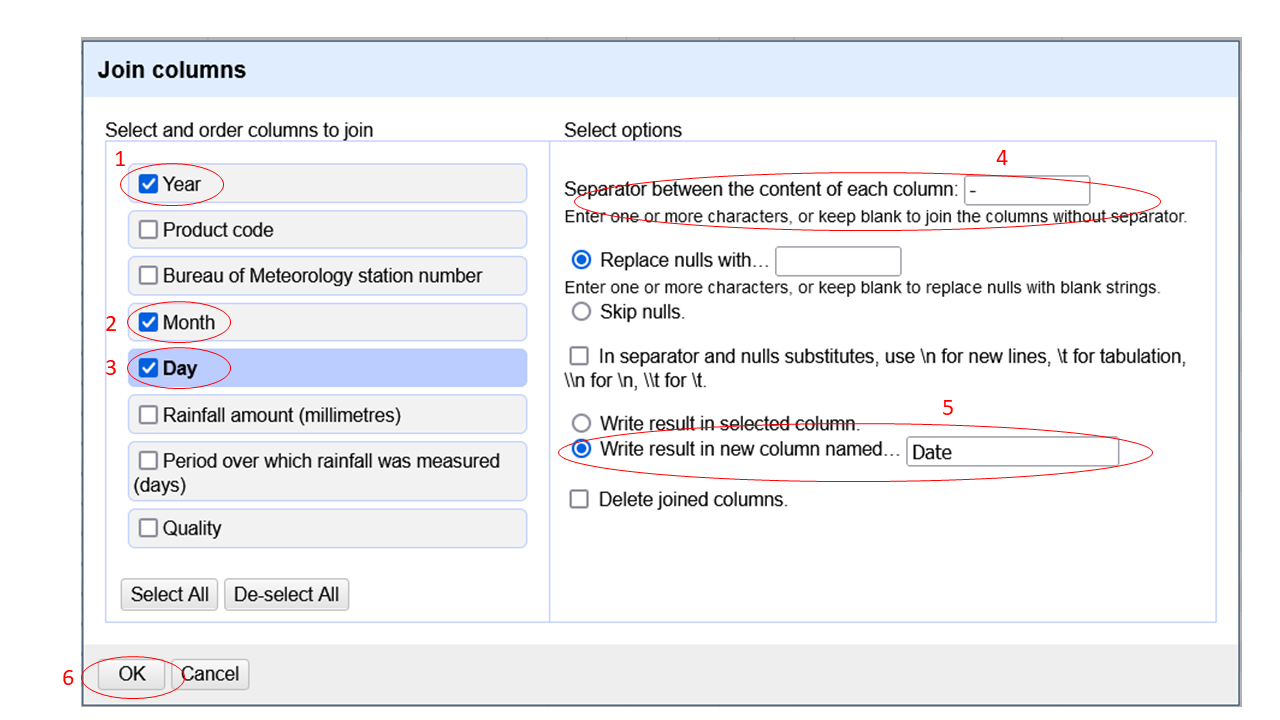 Join columns
Select and order columns to join
1
Year
Product code
Bureau of Meteorology station number
2
Month
3
Day
Rainfall amount (millimetres)
Period over which rainfall was measured
(days)
Quality
Select All
De-select All
Select options
4
Separator between the content of each column: -
Enter one or more characters, or keep blank to join the columns without separator.
Replace nulls with...
Enter one or more characters, or keep blank to replace nulls with blank strings.
Skip nulls.
In separator and nulls substitutes, use \n for new lines, \t for tabulation,
\\n for \n, \\t for \t.
5
Write result in selected column.
Write result in new column named... Date
Delete joined columns.
6
OK
Cancel